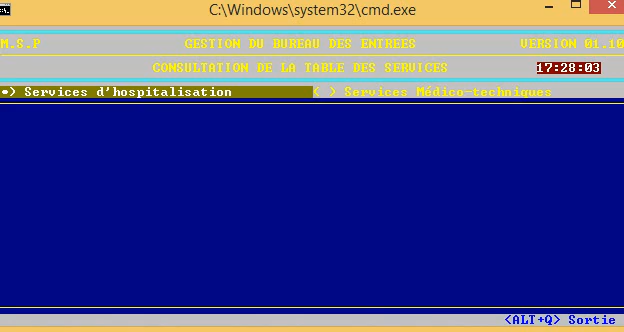 C:\Windows\system32\cmd.exe
M.S.P GESTION DU BUREAU DES ENTREES VERSION 01.10
CONSULTATION DE LA TABLE DES SERVICES 17:28:03
•) Services d'hospitalisation ( ) Services Médico-techniques
<ALT+Q> Sortie